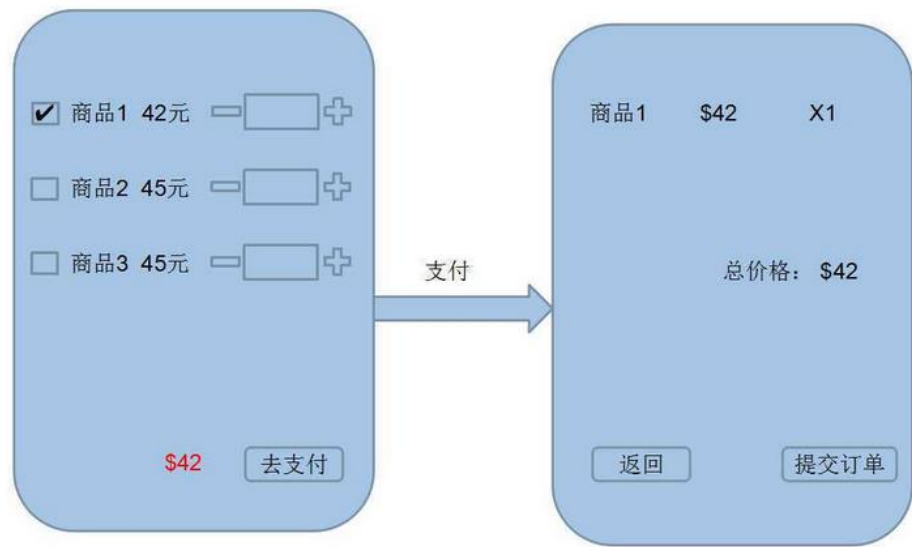 商品1 42元
商品2 45元
商品3 45元
$42 去支付
支付
商品1 $42 X1
总价格： $42
返回 提交订单